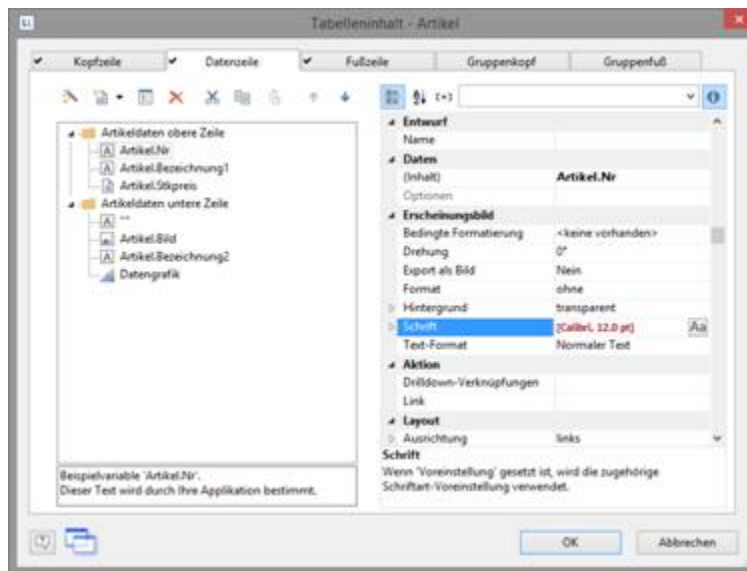 Tabelleninhalt - Artikel
Kopfzeile
Datenzeile
Fußzeile
Gruppenkopf
Gruppenfuß
Artikeldaten obere Zeile
Artikel.Nr
Artikel.Bezeichnung1
Artikel.Stkpreis
Artikeldaten untere Zeile
""
Artikel.Bild
Artikel.Bezeichnung2
Datengrafik
Beispielvariable 'Artikel.Nr'.
Dieser Text wird durch Ihre Applikation bestimmt.
Entwurf
Name
Daten
(Inhalt) Artikel.Nr
Optionen
Erscheinungsbild
Bedingte Formatierung <keine vorhanden>
Drehung 0°
Export als Bild Nein
Format ohne
Hintergrund transparent
Schrift [Calibri, 12.0 pt] Aa
Text-Format Normaler Text
Aktion
Drilldown-Verknüpfungen
Link
Layout
Ausrichtung links
Schrift
Wenn 'Voreinstellung' gesetzt ist, wird die zugehörige
Schriftart-Voreinstellung verwendet.
OK
Abbrechen